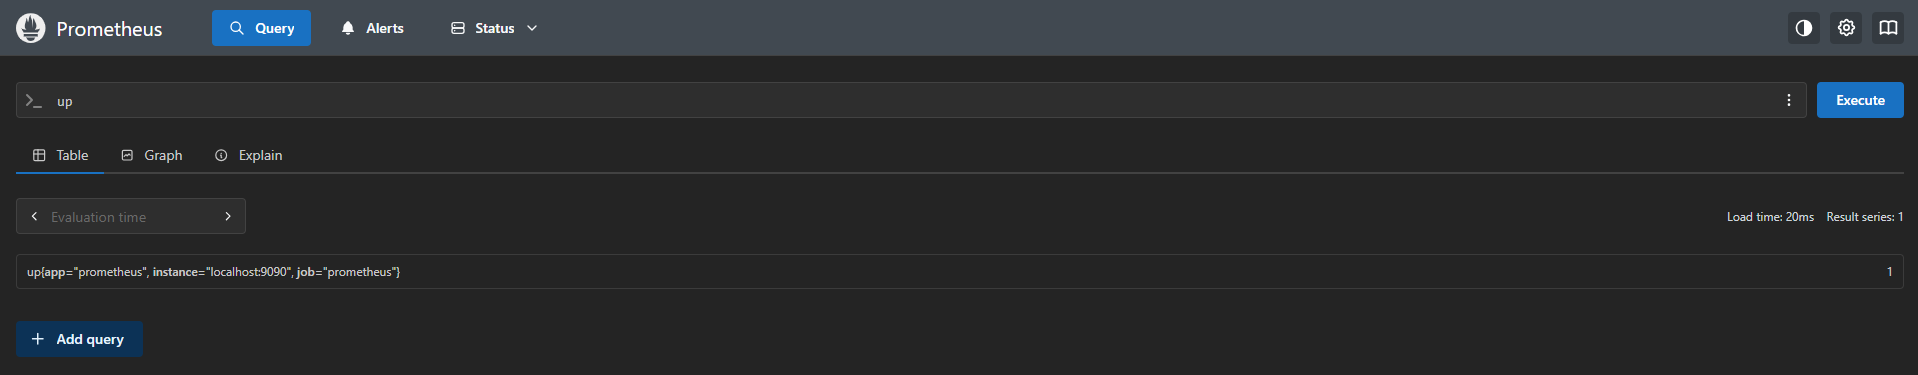 Prometheus Query Alerts Status
up
Execute
Table Graph Explain
Evaluation time
Load time: 20ms Result series: 1
up{app="prometheus", instance="localhost:9090", job="prometheus"} 1
Add query